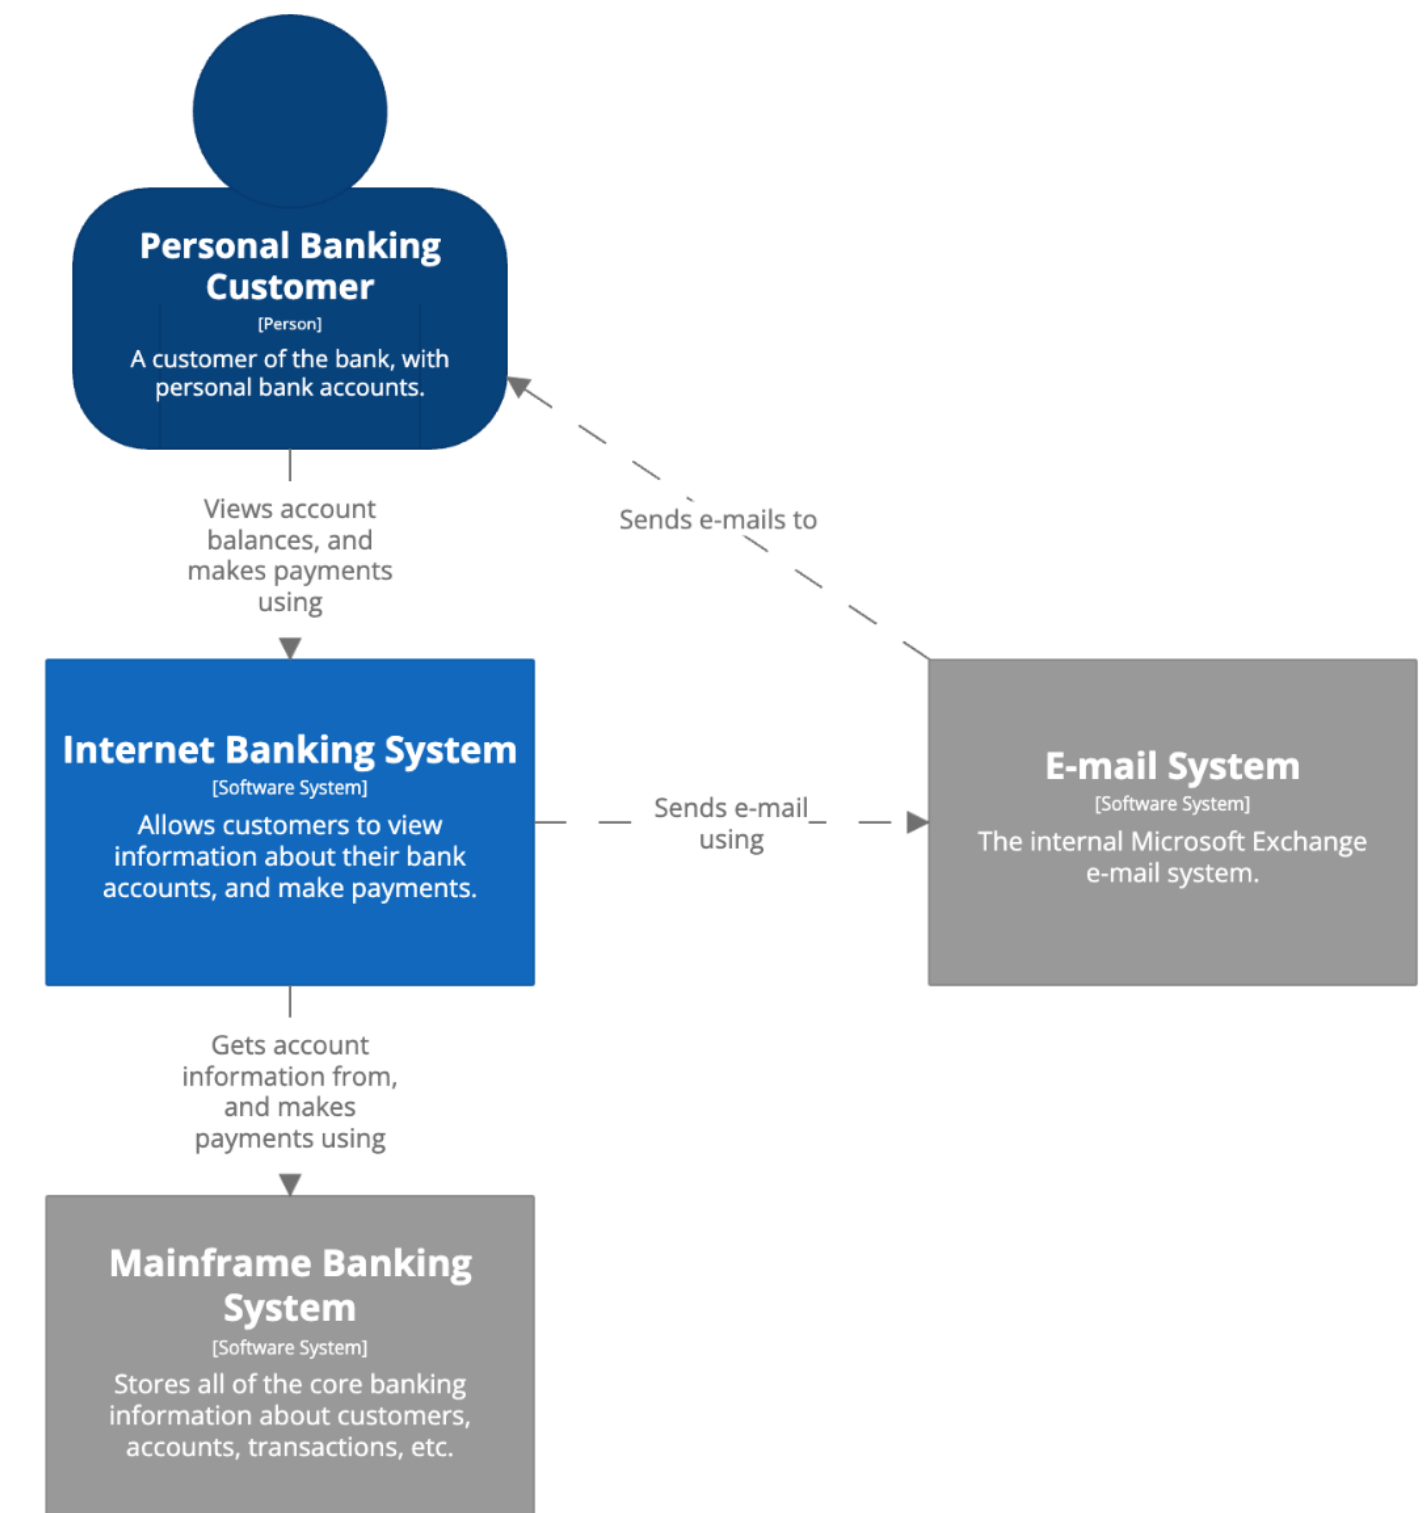 Personal Banking
Customer
[Person]
A customer of the bank, with
personal bank accounts.
Views account
balances, and
makes payments
using
Sends e-mails to
Internet Banking System
[Software System]
Allows customers to view
information about their bank
accounts, and make payments.
Sends e-mail
using
E-mail System
[Software System]
The internal Microsoft Exchange
e-mail system.
Gets account
information from,
and makes
payments using
Mainframe Banking
System
[Software System]
Stores all of the core banking
information about customers,
accounts, transactions, etc.